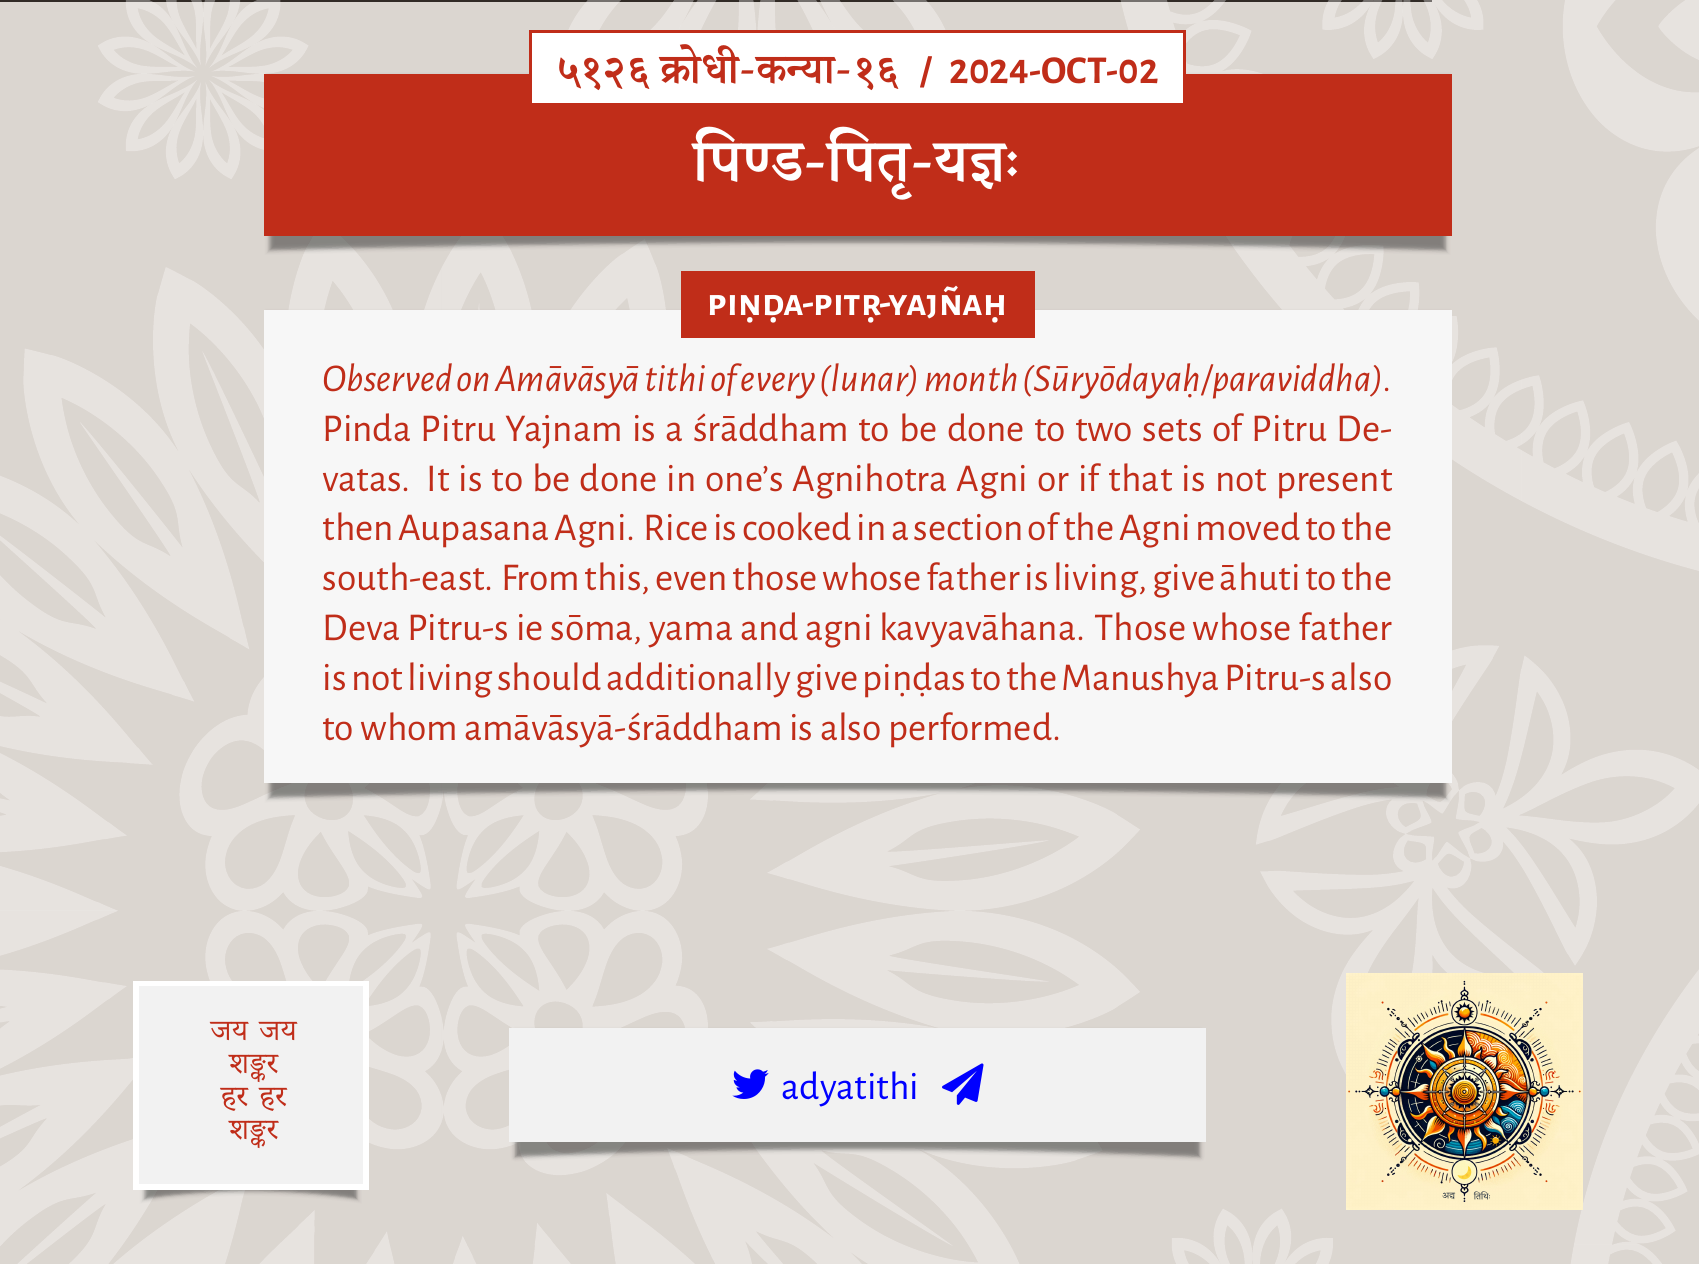 ५१२६ क्रोधी-कन्या-१६ / 2024-OCT-02
पिण्ड-पितृ-यज्ञः
PIṆḌA-PITṚ-YAJÑAḤ
Observed on Amāvāsyā tithi of every (lunar) month (Sūryōdayaḥ/paraviddha).
Pinda Pitru Yajnam is a śrāddham to be done to two sets of Pitru De-
vatas. It is to be done in one’s Agnihotra Agni or if that is not present
then Aupasana Agni. Rice is cooked in a section of the Agni moved to the
south-east. From this, even those whose father is living, give āhuti to the
Deva Pitru-s ie sōma, yama and agni kavyavāhana. Those whose father
is not living should additionally give piṇḍas to the Manushya Pitru-s also
to whom amāvāsyā-śrāddham is also performed.
जय जय
शङ्कर
हर हर
शङ्कर
adyatithi
अद्य तिथिः